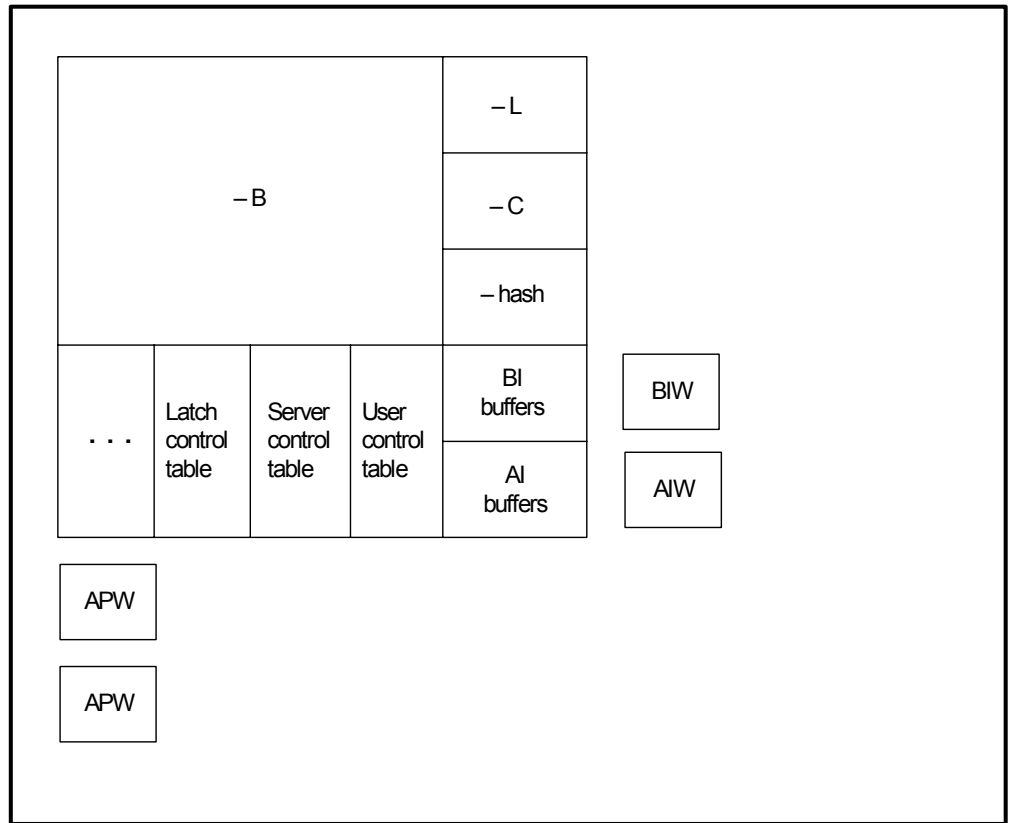 – L
– B
– C
– hash
. . .
Latch
control
table
Server
control
table
User
control
table
BI
buffers
BIW
AI
buffers
AIW
APW
APW